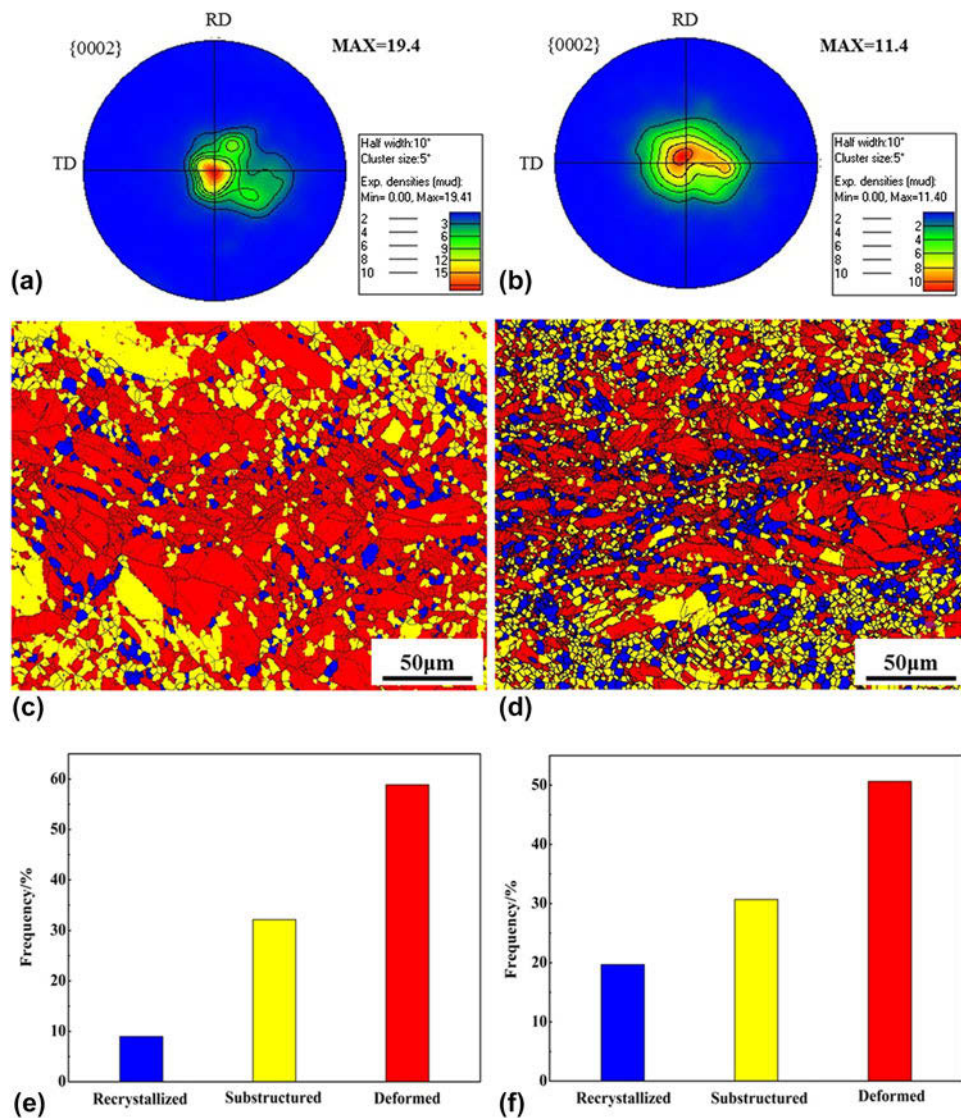 RD
{0002}
MAX=19.4
TD
Half width:10°
Cluster size:5°
Exp. densities (mud):
Min= 0.00, Max=19.41
2 3
4 6
6 9
8 12
10 15
(a)
RD
{0002}
MAX=11.4
TD
Half width:10°
Cluster size:5°
Exp. densities (mud):
Min= 0.00, Max=11.40
2 2
4 4
6 6
8 8
10 10
(b)
50μm
(c)
50μm
(d)
60
50
40
30
20
10
0
Frequency/%
Recrystallized Substructured Deformed
(e)
50
40
30
20
10
0
Frequency/%
Recrystallized Substructured Deformed
(f)